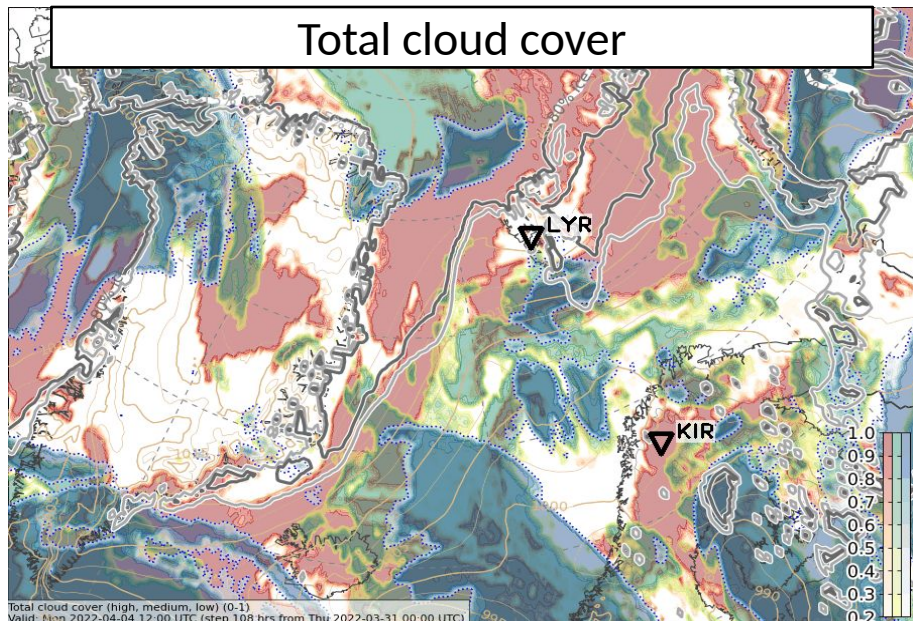 Total cloud cover
LYR
KIR
1.0
0.9
0.8
0.7
0.6
0.5
0.4
0.3
0.2
990
Total cloud cover (high, medium, low) (0-1)
Valid: Mon 2022-04-04 12:00 UTC (step 108 hrs from Thu 2022-03-31 00:00 UTC)